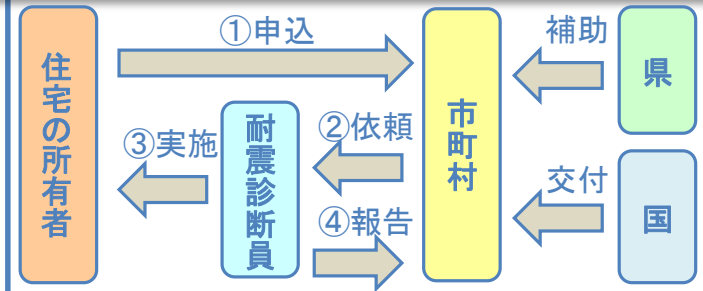 ①申込
補助
住宅の所有者
市町村
県
耐震診断員
②依頼
③実施
交付
国
④報告